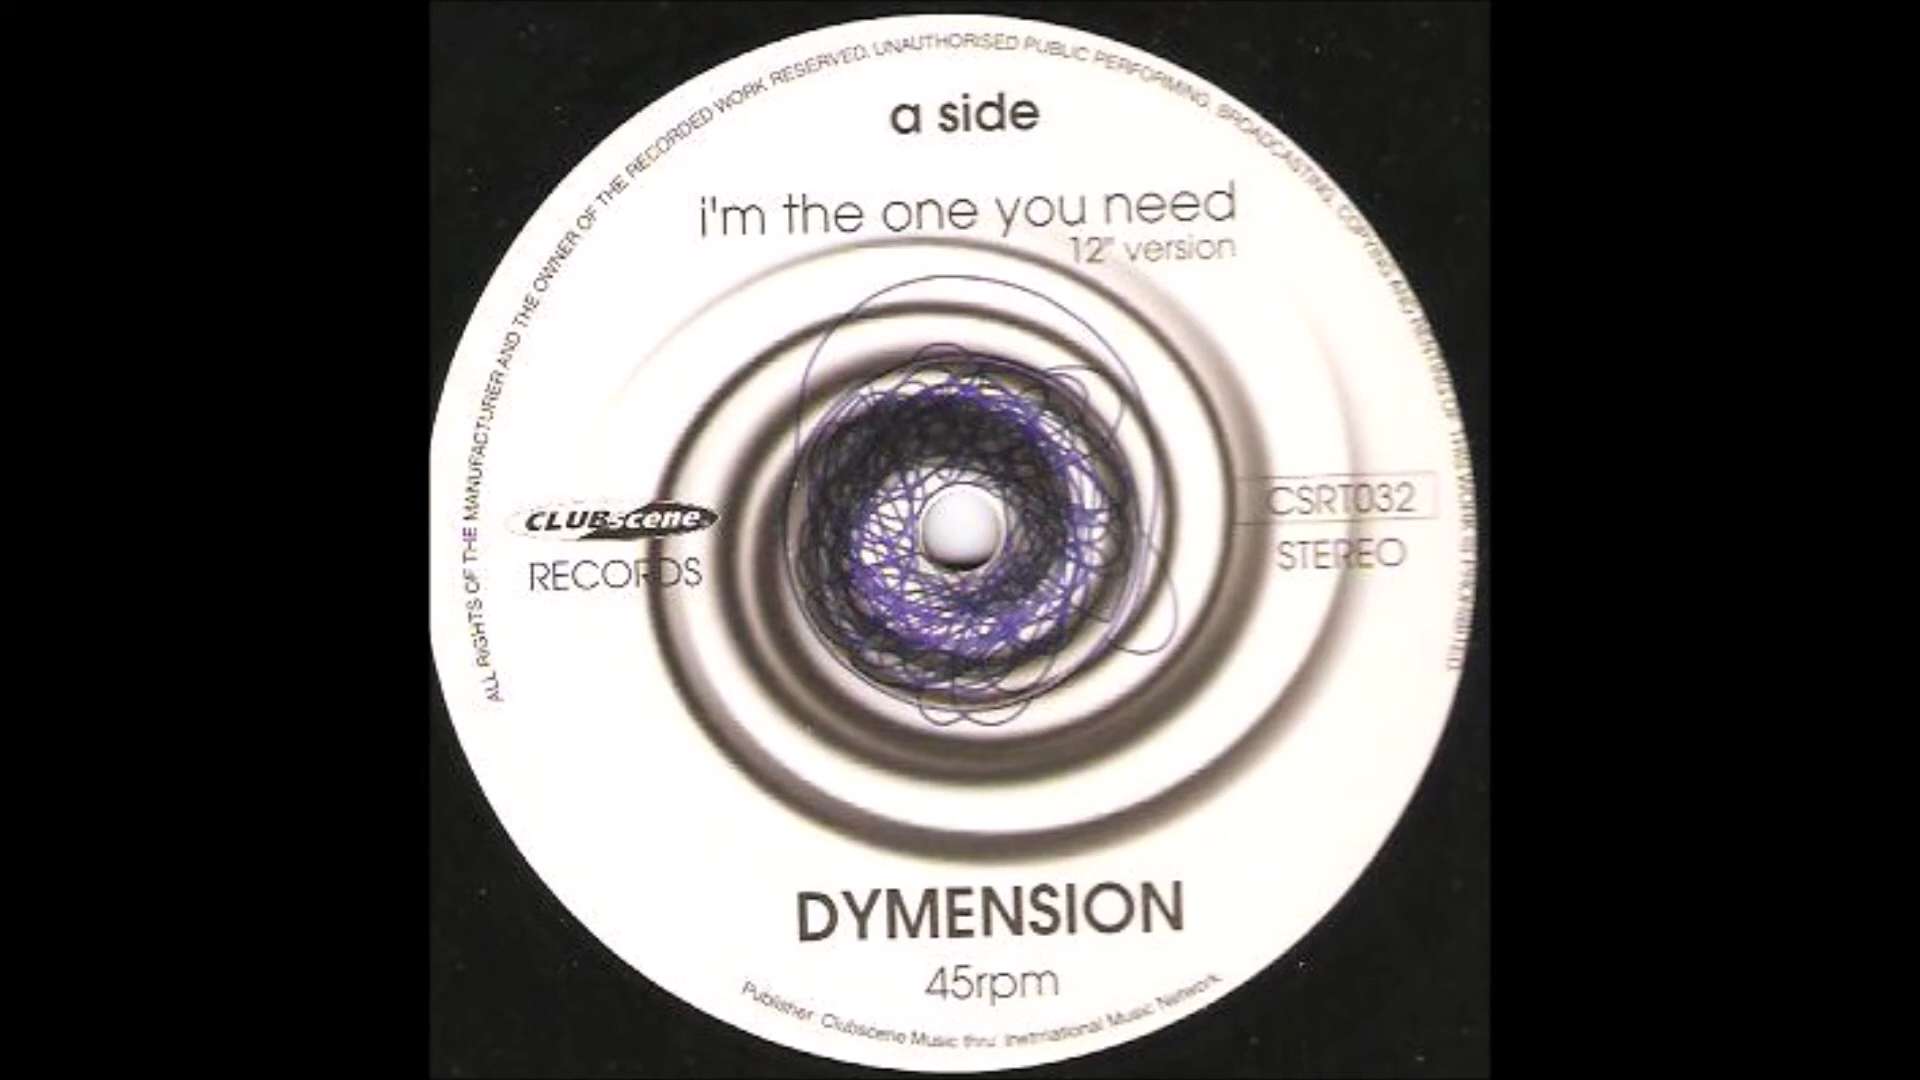 ALL RIGHTS OF THE MANUFACTURER AND THE OWNER OF THE RECORDED WORK RESERVED. UNAUTHORISED PUBLIC PERFORMING, BROADCASTING, COPYING AND
a side
i'm the one you need
12" version
CLUBscene
RECORDS
CSRT032
STEREO
DYMENSION
45rpm
Publisher: Clubscene Music thru
Music Network